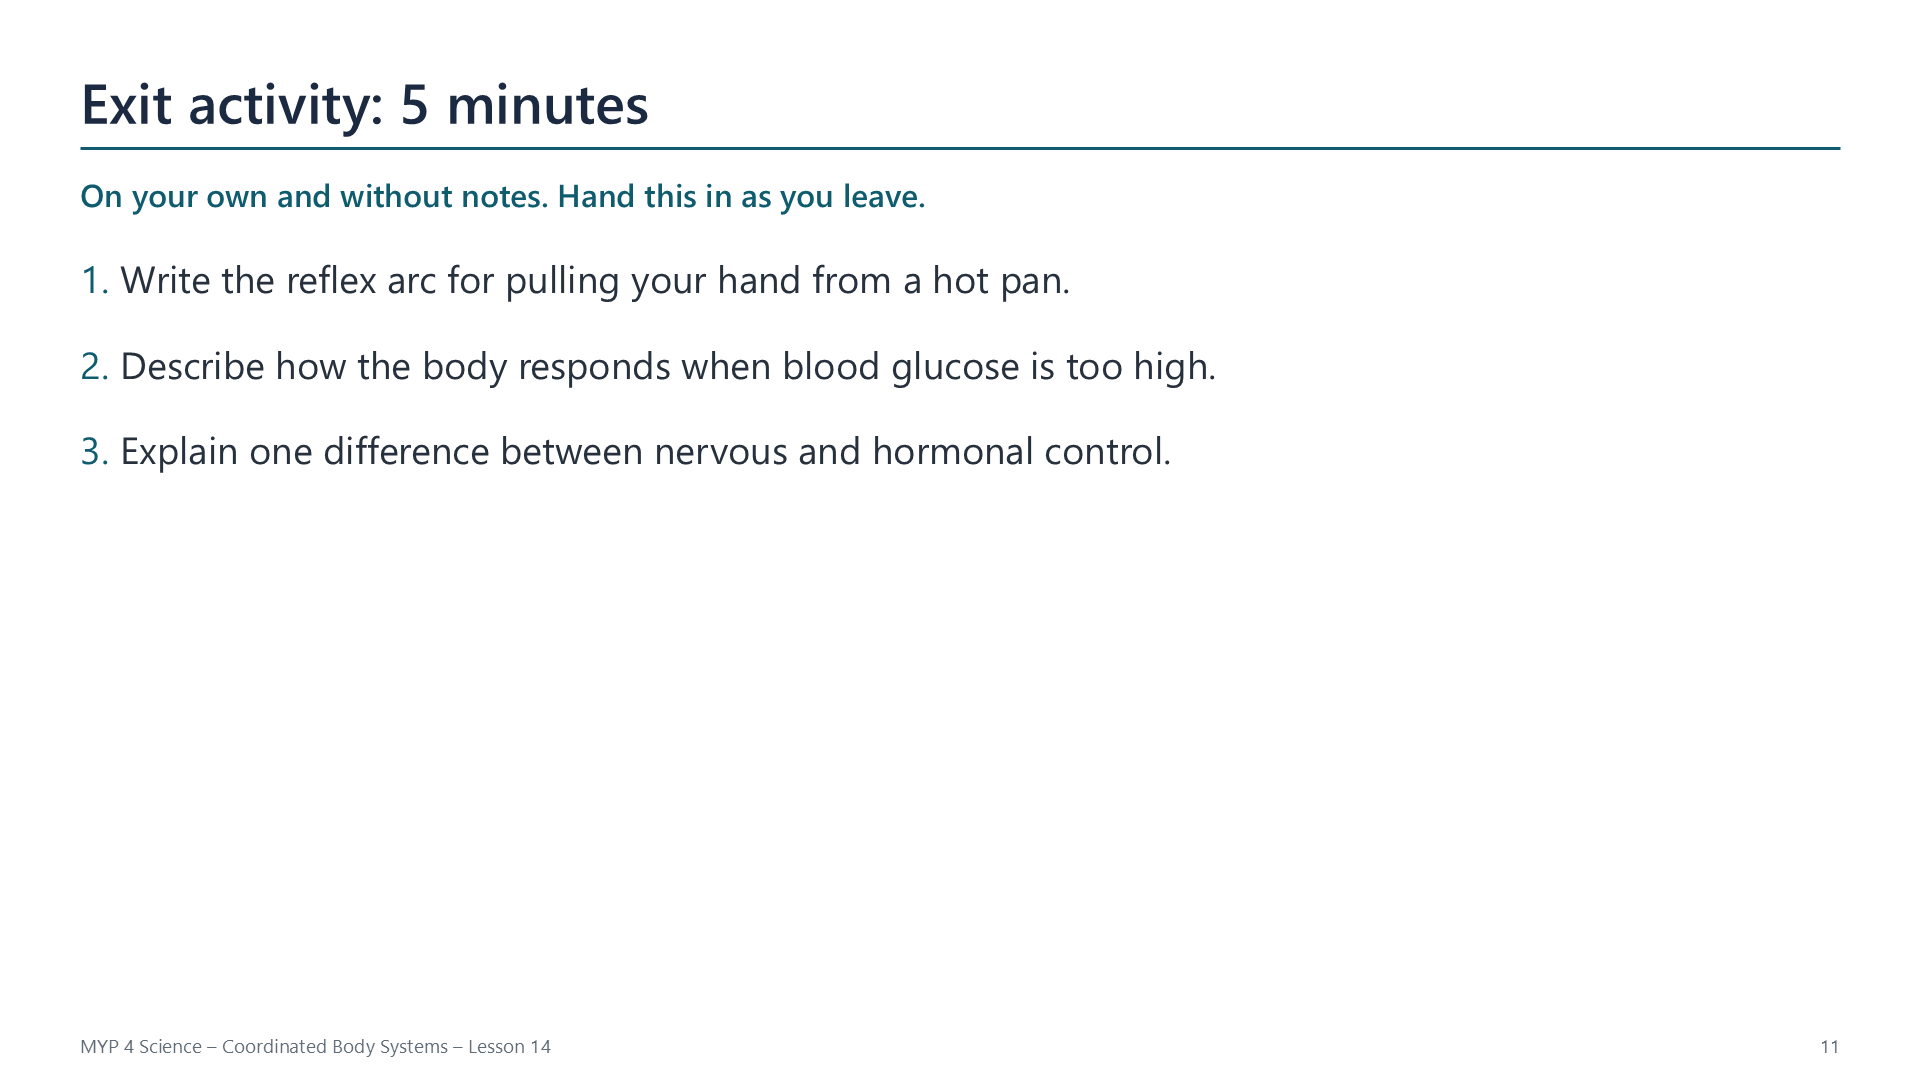 Exit activity: 5 minutes
On your own and without notes. Hand this in as you leave.
1. Write the reflex arc for pulling your hand from a hot pan.
2. Describe how the body responds when blood glucose is too high.
3. Explain one difference between nervous and hormonal control.
MYP 4 Science – Coordinated Body Systems – Lesson 14
11